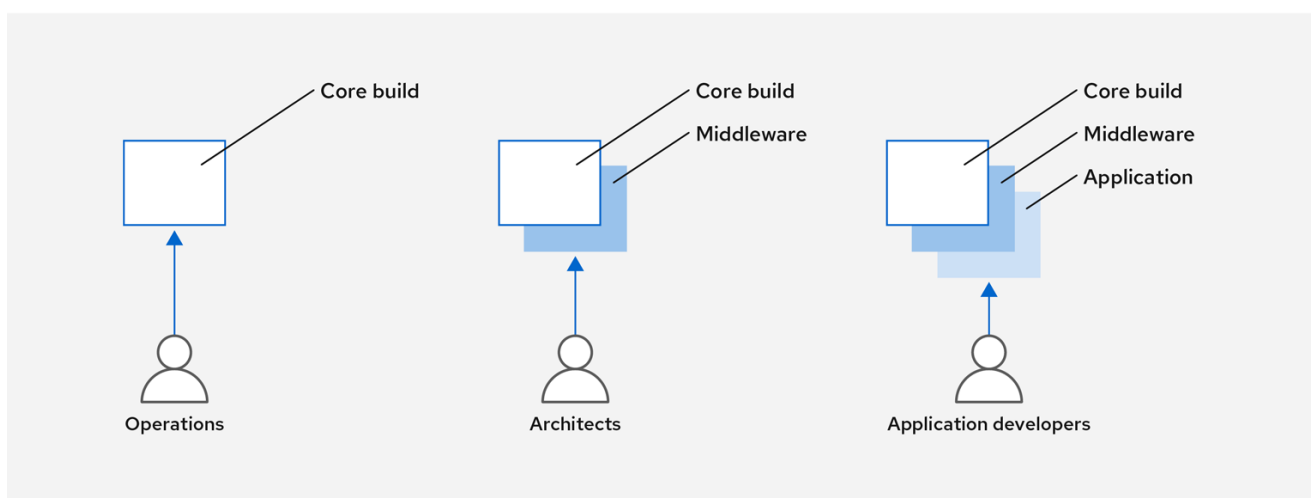 Core build
Operations
Core build
Middleware
Architects
Core build
Middleware
Application
Application developers